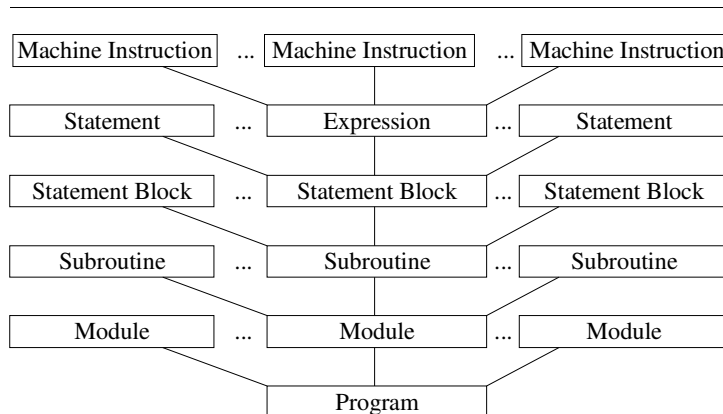 Machine Instruction ... Machine Instruction ... Machine Instruction
Statement ... Expression ... Statement
Statement Block ... Statement Block ... Statement Block
Subroutine ... Subroutine ... Subroutine
Module ... Module ... Module
Program